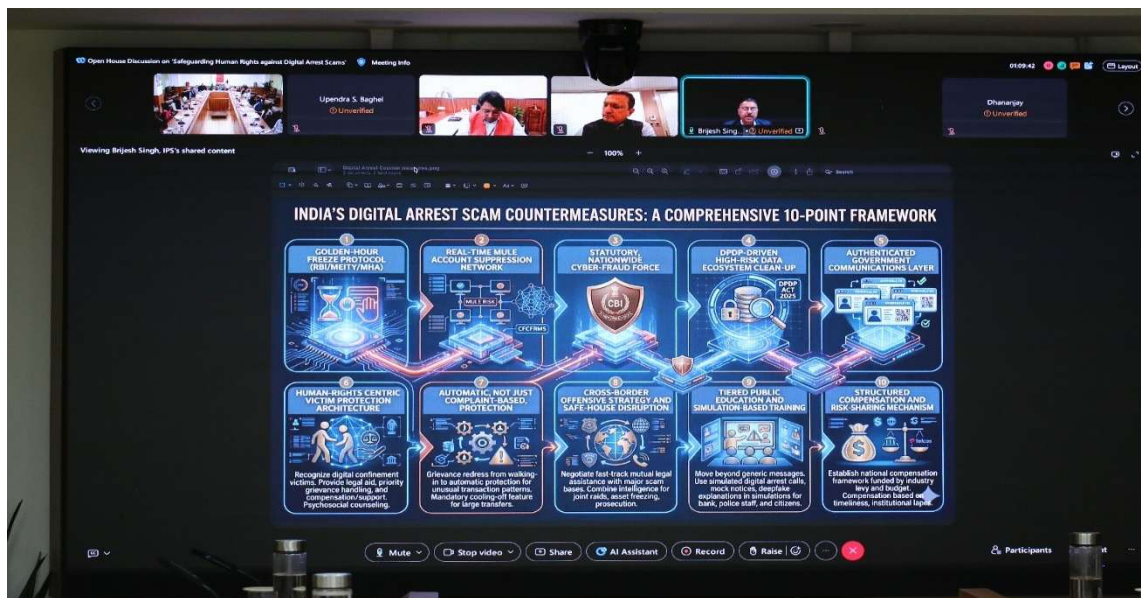 Open House Discussion on 'Safeguarding Human Rights against Digital Arrest Scams'
Meeting Info
01:09:42
Layout
Upendra S. Baghel
Unverified
Brijesh Sing...
Unverified
Dhananjay
Unverified
Viewing Brijesh Singh, IPS's shared content
100%
Search
INDIA'S DIGITAL ARREST SCAM COUNTERMEASURES: A COMPREHENSIVE 10-POINT FRAMEWORK
1
GOLDEN-HOUR
FREEZE PROTOCOL
(RBI/MEITY/MHA)
2
REAL-TIME MULE
ACCOUNT SUPPRESSION
NETWORK
MULE RISK
CFCFRMS
3
STATUTORY,
NATIONWIDE
CYBER-FRAUD FORCE
CBI
4
DPDP-DRIVEN
HIGH-RISK DATA
ECOSYSTEM CLEAN-UP
DPDP
ACT
2025
5
AUTHENTICATED
GOVERNMENT
COMMUNICATIONS LAYER
6
HUMAN-RIGHTS CENTRIC
VICTIM PROTECTION
ARCHITECTURE
Recognize digital confinement
victims. Provide legal aid, priority
grievance handling, and
compensation/support.
Psychosocial counseling.
7
AUTOMATIC, NOT JUST
COMPLAINT-BASED,
PROTECTION
Grievance redress from walking-
in to automatic protection for
unusual transaction patterns.
Mandatory cooling-off feature
for large transfers.
8
CROSS-BORDER
OFFENSIVE STRATEGY AND
SAFE-HOUSE DISRUPTION
Negotiate fast-track mutual legal
assistance with major scam
bases. Combine intelligence for
joint raids, asset freezing,
prosecution.
9
TIERED PUBLIC
EDUCATION AND
SIMULATION-BASED TRAINING
Move beyond generic messages.
Use simulated digital arrest calls,
mock notices, deepfake
explanations in simulations for
bank, police staff, and citizens.
10
STRUCTURED
COMPENSATION AND
RISK-SHARING MECHANISM
Establish national compensation
framework funded by industry
levy and budget.
Compensation based on
timeliness, institutional lapse.
Mute
Stop video
Share
AI Assistant
Record
Raise
Participants